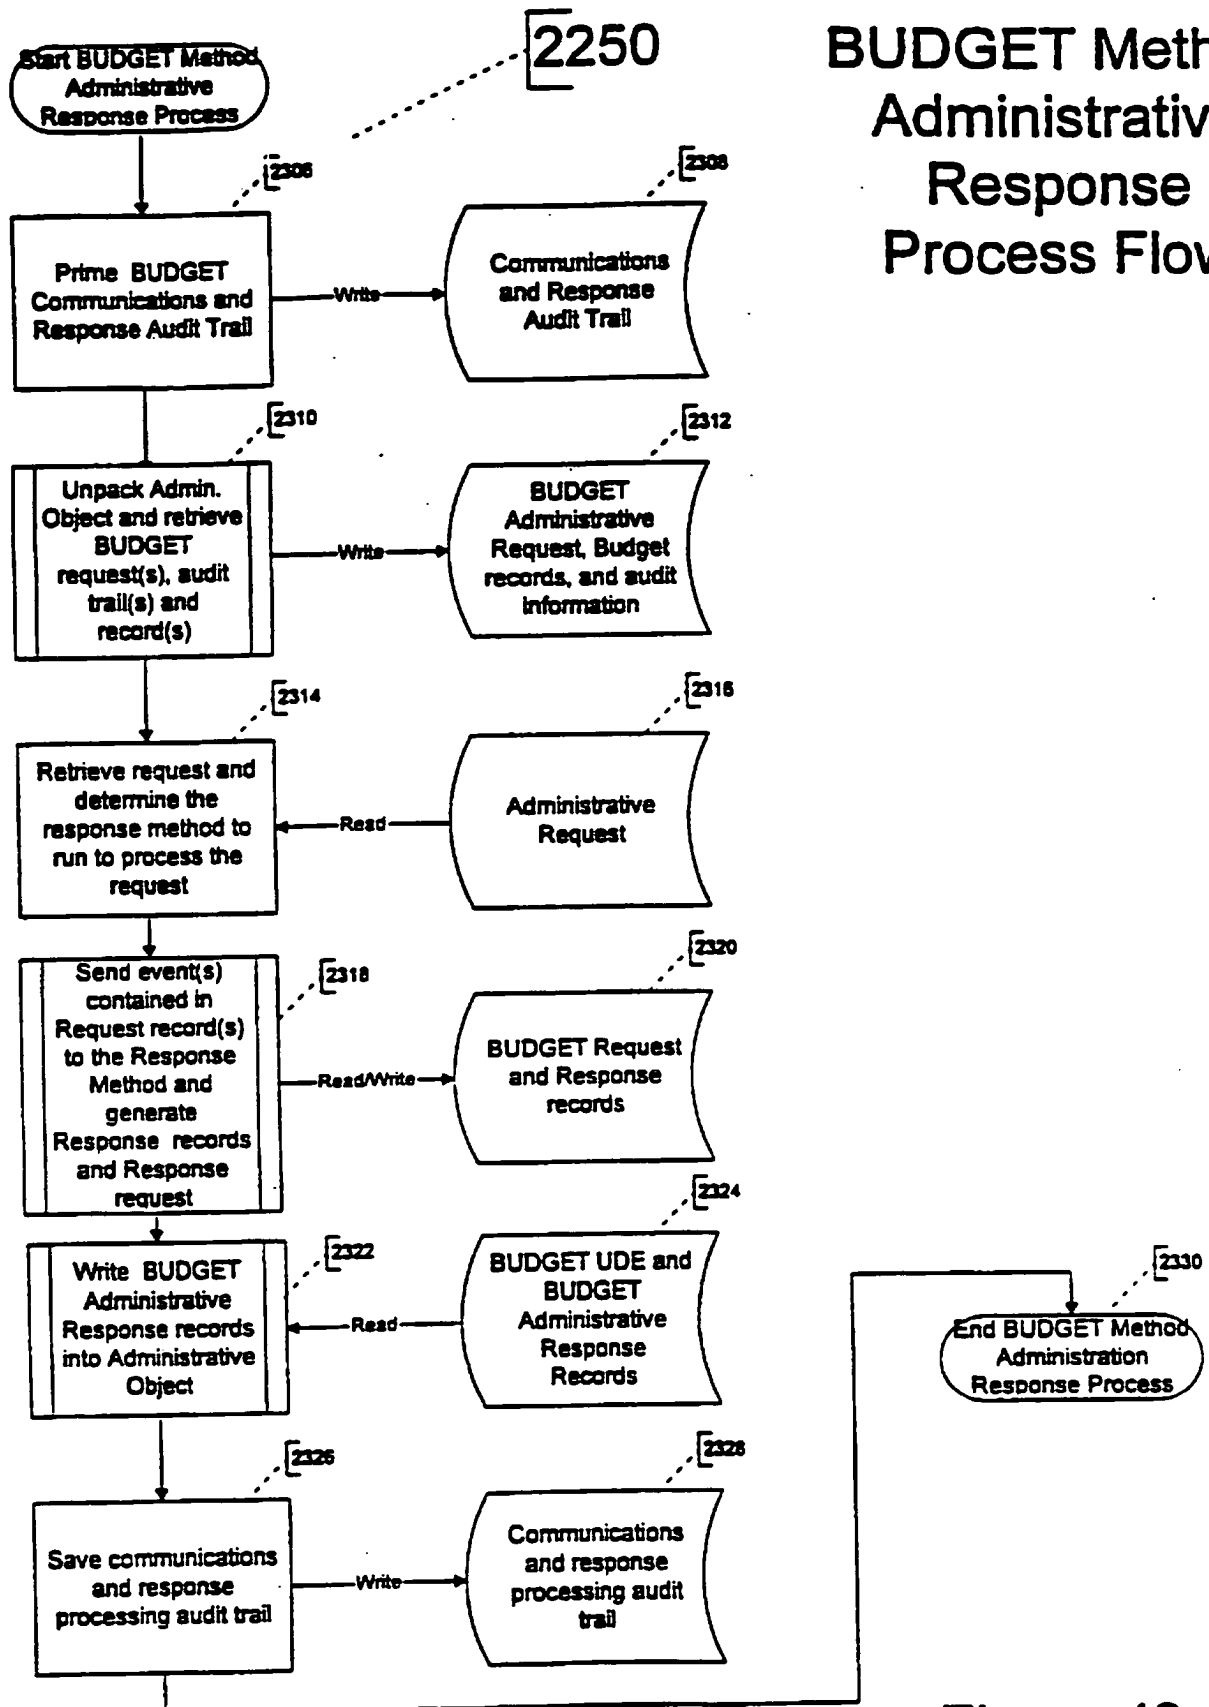 2250
BUDGET Meth
Administrativ
Response
Process Flow
Start BUDGET Method
Administrative
Response Process
2306
Prime BUDGET
Communications and
Response Audit Trail
Write
2308
Communications
and Response
Audit Trail
2310
Unpack Admin.
Object and retrieve
BUDGET
request(s), audit
trail(s) and
record(s)
Write
2312
BUDGET
Administrative
Request, Budget
records, and audit
information
2314
Retrieve request and
determine the
response method to
run to process the
request
Read
2316
Administrative
Request
2318
Send event(s)
contained in
Request record(s)
to the Response
Method and
generate
Response records
and Response
request
Read/Write
2320
BUDGET Request
and Response
records
2322
Write BUDGET
Administrative
Response records
into Administrative
Object
Read
2324
BUDGET UDE and
BUDGET
Administrative
Response
Records
2326
Save communications
and response
processing audit trail
Write
2328
Communications
and response
processing audit
trail
2330
End BUDGET Method
Administration
Response Process